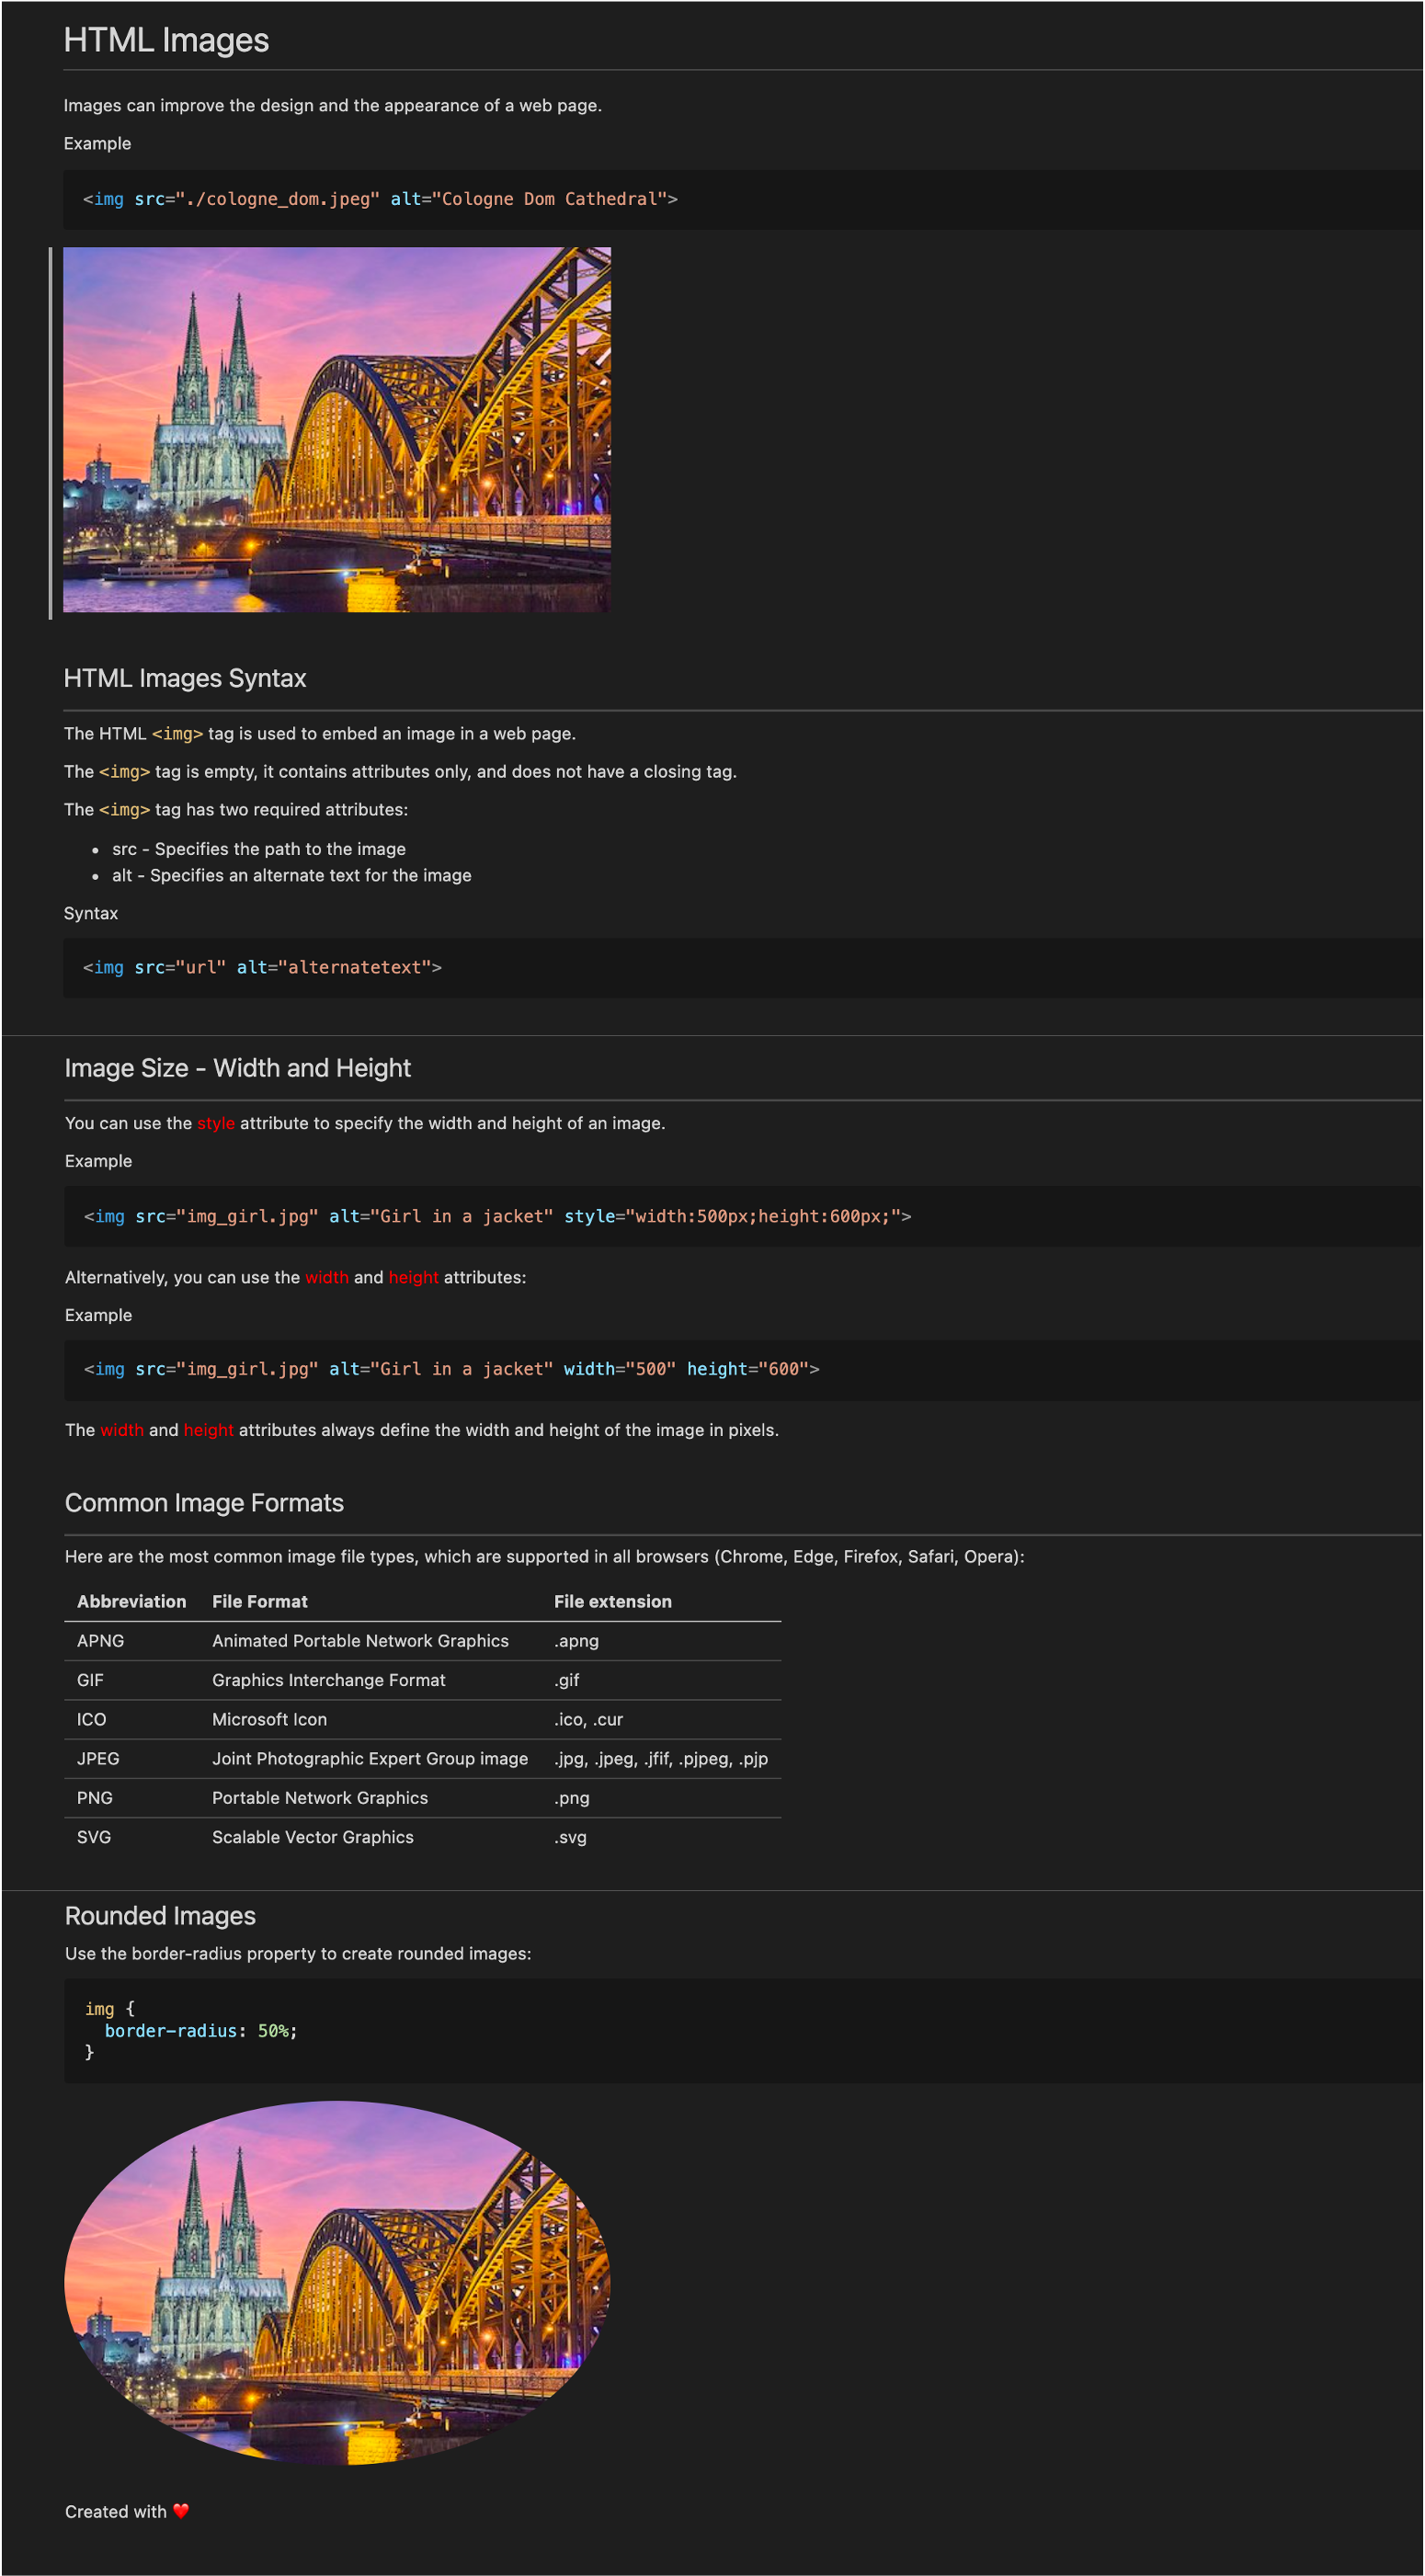 HTML Images
Images can improve the design and the appearance of a web page.
Example
<img src="./cologne_dom.jpeg" alt="Cologne Dom Cathedral">
HTML Images Syntax
The HTML <img> tag is used to embed an image in a web page.
The <img> tag is empty, it contains attributes only, and does not have a closing tag.
The <img> tag has two required attributes:
• src - Specifies the path to the image
• alt - Specifies an alternate text for the image
Syntax
<img src="url" alt="alternatetext">
Image Size - Width and Height
You can use the style attribute to specify the width and height of an image.
Example
<img src="img_girl.jpg" alt="Girl in a jacket" style="width:500px;height:600px;">
Alternatively, you can use the width and height attributes:
Example
<img src="img_girl.jpg" alt="Girl in a jacket" width="500" height="600">
The width and height attributes always define the width and height of the image in pixels.
Common Image Formats
Here are the most common image file types, which are supported in all browsers (Chrome, Edge, Firefox, Safari, Opera):
Abbreviation File Format File extension
APNG Animated Portable Network Graphics .apng
GIF Graphics Interchange Format .gif
ICO Microsoft Icon .ico, .cur
JPEG Joint Photographic Expert Group image .jpg, .jpeg, .jfif, .pjpeg, .pjp
PNG Portable Network Graphics .png
SVG Scalable Vector Graphics .svg
Rounded Images
Use the border-radius property to create rounded images:
img {
  border-radius: 50%;
}
Created with ❤️